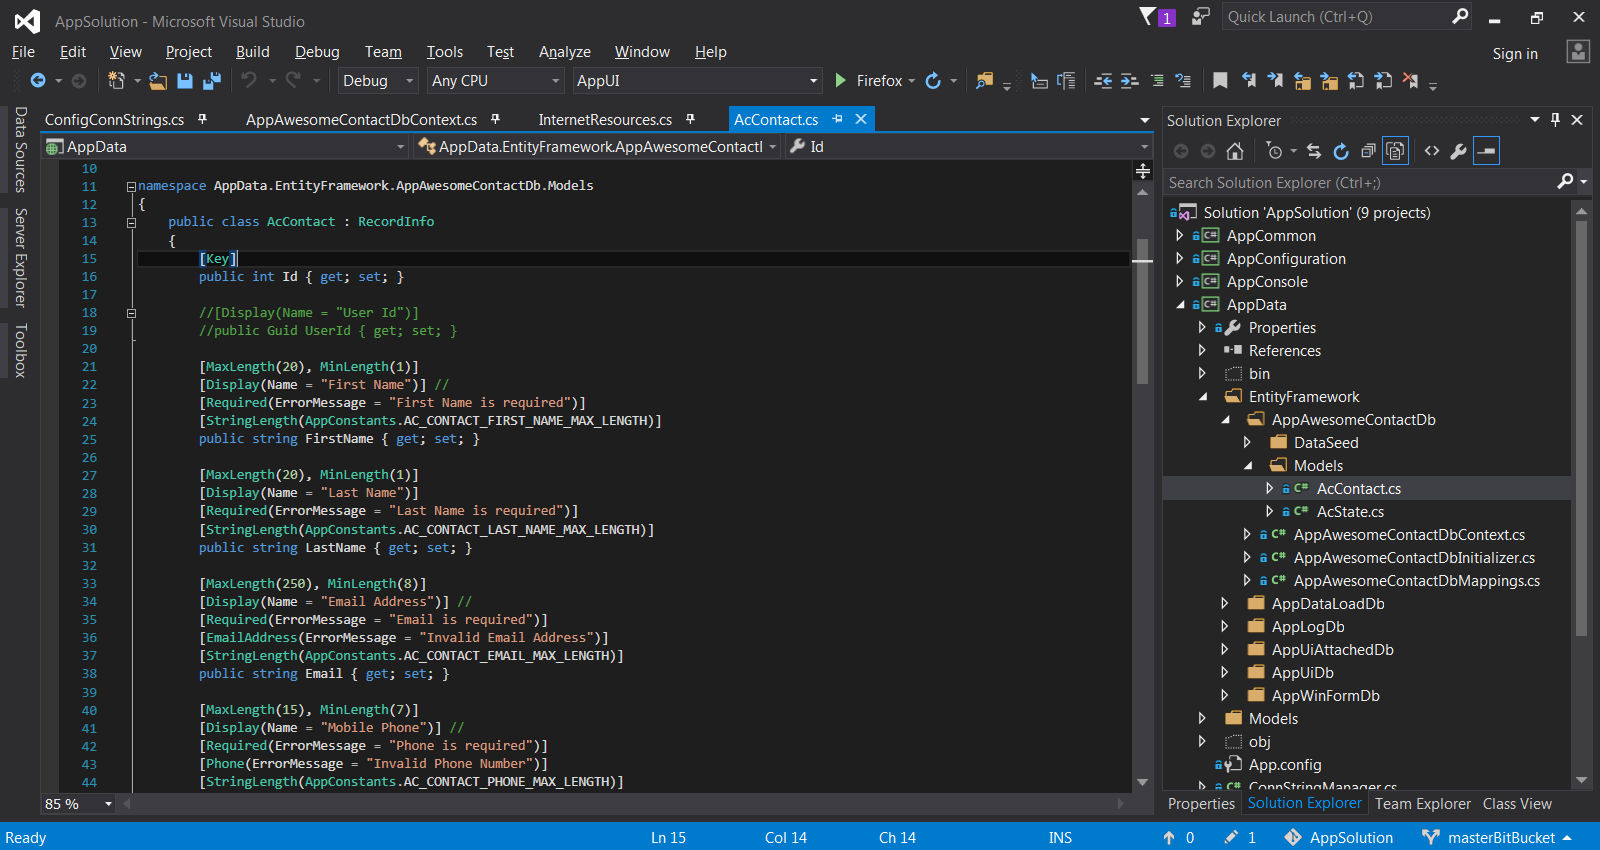 AppSolution - Microsoft Visual Studio
1
Quick Launch (Ctrl+Q)
File Edit View Project Build Debug Team Tools Test Analyze Window Help
Sign in
Debug Any CPU AppUI Firefox
Data Sources
Server Explorer
Toolbox
ConfigConnStrings.cs AppAwesomeContactDbContext.cs InternetResources.cs AcContact.cs
AppData AppData.EntityFramework.AppAwesomeContactI Id
10
11 namespace AppData.EntityFramework.AppAwesomeContactDb.Models
12 {
13 public class AcContact : RecordInfo
14 {
15 [Key]
16 public int Id { get; set; }
17
18 //[Display(Name = "User Id")]
19 //public Guid UserId { get; set; }
20
21 [MaxLength(20), MinLength(1)]
22 [Display(Name = "First Name")] //
23 [Required(ErrorMessage = "First Name is required")]
24 [StringLength(AppConstants.AC_CONTACT_FIRST_NAME_MAX_LENGTH)]
25 public string FirstName { get; set; }
26
27 [MaxLength(20), MinLength(1)]
28 [Display(Name = "Last Name")]
29 [Required(ErrorMessage = "Last Name is required")]
30 [StringLength(AppConstants.AC_CONTACT_LAST_NAME_MAX_LENGTH)]
31 public string LastName { get; set; }
32
33 [MaxLength(250), MinLength(8)]
34 [Display(Name = "Email Address")] //
35 [Required(ErrorMessage = "Email is required")]
36 [EmailAddress(ErrorMessage = "Invalid Email Address")]
37 [StringLength(AppConstants.AC_CONTACT_EMAIL_MAX_LENGTH)]
38 public string Email { get; set; }
39
40 [MaxLength(15), MinLength(7)]
41 [Display(Name = "Mobile Phone")] //
42 [Required(ErrorMessage = "Phone is required")]
43 [Phone(ErrorMessage = "Invalid Phone Number")]
44 [StringLength(AppConstants.AC_CONTACT_PHONE_MAX_LENGTH)]
85 %
Solution Explorer
Search Solution Explorer (Ctrl+;)
Solution 'AppSolution' (9 projects)
C# AppCommon
C# AppConfiguration
C# AppConsole
C# AppData
Properties
References
bin
EntityFramework
AppAwesomeContactDb
DataSeed
Models
C# AcContact.cs
C# AcState.cs
C# AppAwesomeContactDbContext.cs
C# AppAwesomeContactDbInitializer.cs
C# AppAwesomeContactDbMappings.cs
AppDataLoadDb
AppLogDb
AppUiAttachedDb
AppUiDb
AppWinFormDb
Models
obj
App.config
C# ConnStringManager.cs
Properties Solution Explorer Team Explorer Class View
Ready Ln 15 Col 14 Ch 14 INS 0 1 AppSolution masterBitBucket